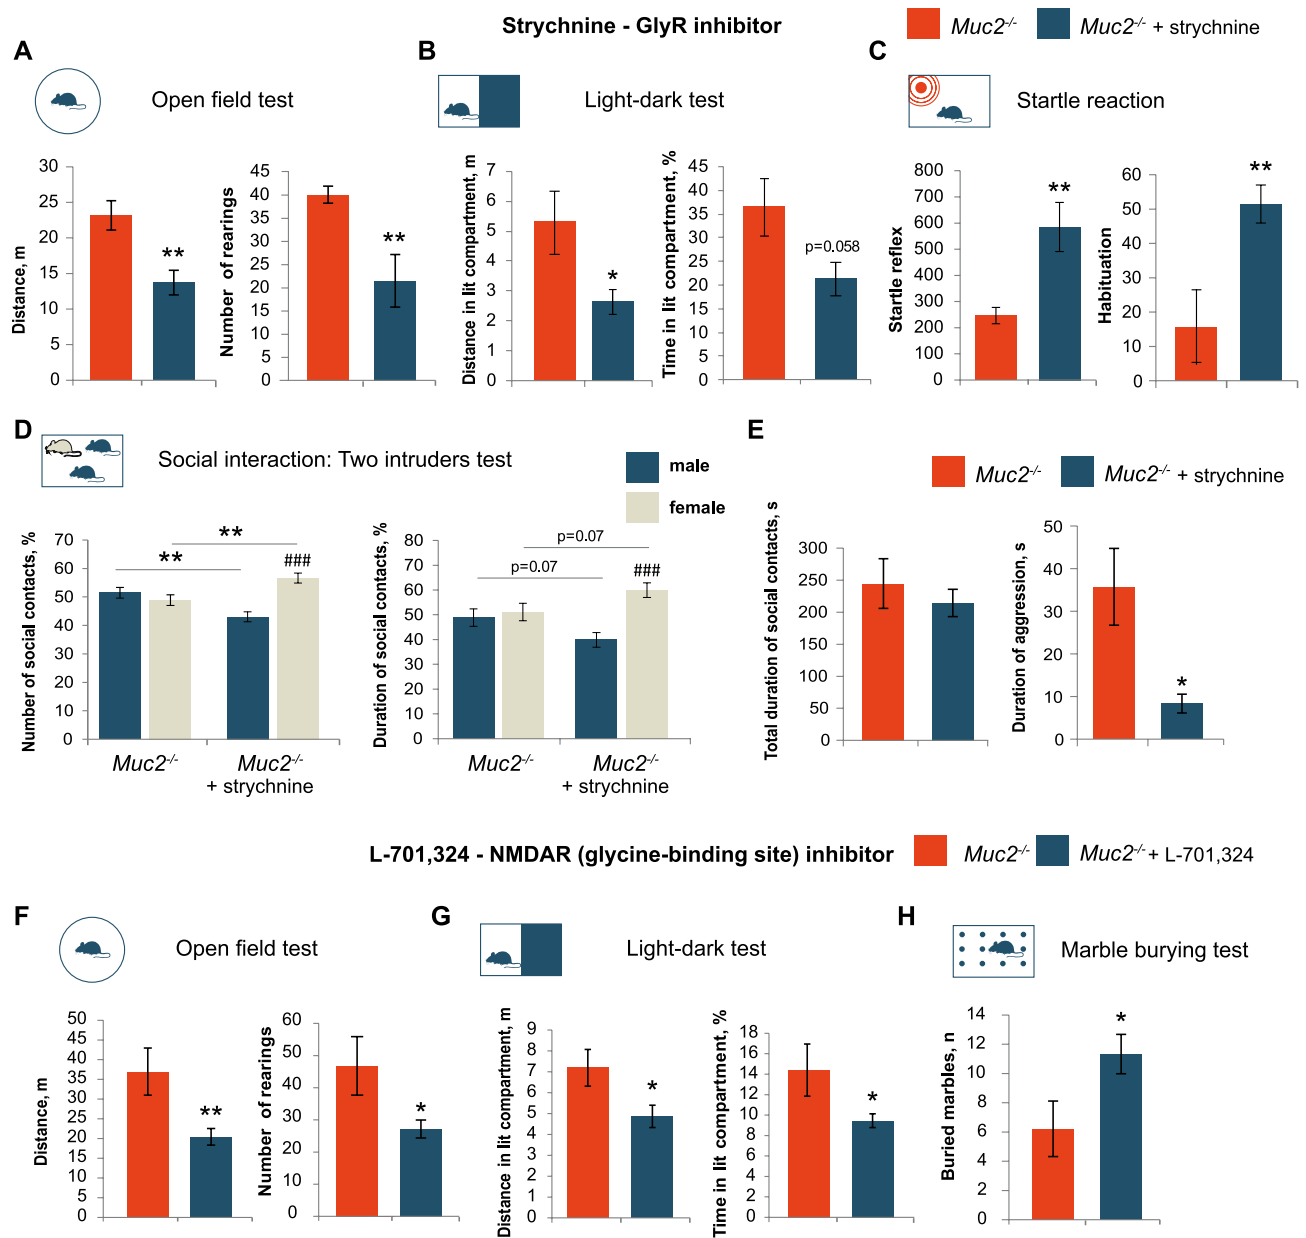 Strychnine - GlyR inhibitor
Muc2-/-
Muc2-/- + strychnine
A
Open field test
B
Light-dark test
C
Startle reaction
Distance, m
30
25
20
15
10
5
0
**
Number of rearings
45
40
35
30
25
20
15
10
5
0
**
Distance in lit compartment, m
7
6
5
4
3
2
1
0
*
Time in lit compartment, %
45
40
35
30
25
20
15
10
5
0
p=0.058
Startle reflex
800
700
600
500
400
300
200
100
0
**
Habituation
60
50
40
30
20
10
0
**
D
Social interaction: Two intruders test
male
female
Number of social contacts, %
70
60
50
40
30
20
10
0
**
**
###
Muc2-/-
Muc2-/-
+ strychnine
Duration of social contacts, %
80
70
60
50
40
30
20
10
0
p=0.07
p=0.07
###
Muc2-/-
Muc2-/-
+ strychnine
E
Muc2-/-
Muc2-/- + strychnine
Total duration of social contacts, s
300
250
200
150
100
50
0
Duration of aggression, s
50
40
30
20
10
0
*
L-701,324 - NMDAR (glycine-binding site) inhibitor
Muc2-/-
Muc2-/- + L-701,324
F
Open field test
G
Light-dark test
H
Marble burying test
Distance, m
50
45
40
35
30
25
20
15
10
5
0
**
Number of rearings
60
50
40
30
20
10
00
*
Distance in lit compartment, m
9
8
7
6
5
4
3
2
1
0
*
Time in lit compartment, %
18
16
14
12
10
8
6
4
2
0
*
Buried marbles, n
14
12
10
8
6
4
2
0
*